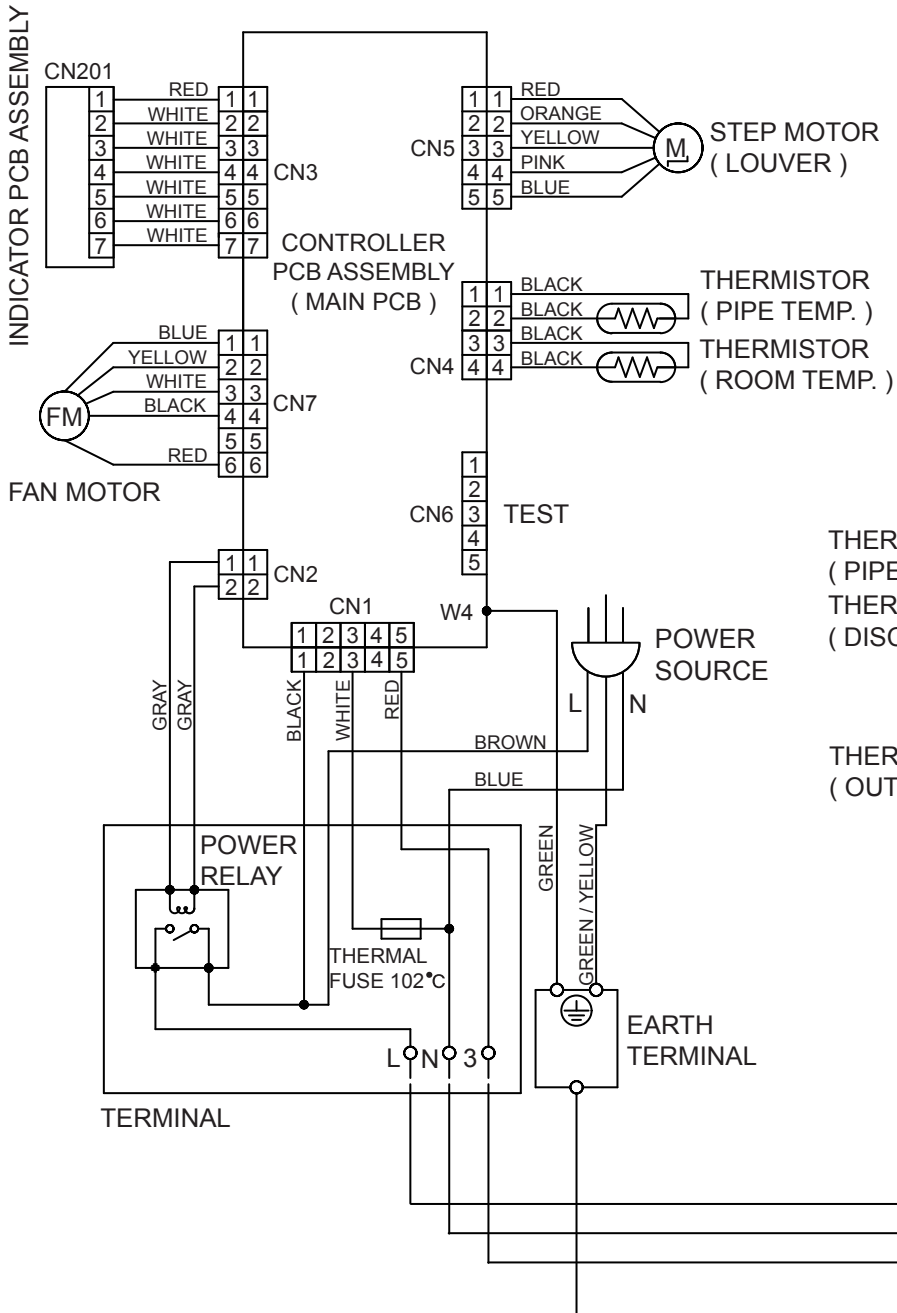 INDICATOR PCB ASSEMBLY
CN201
1
2
3
4
5
6
7
RED
WHITE
WHITE
WHITE
WHITE
WHITE
WHITE
1 1
2 2
3 3
4 4
5 5
6 6
7 7
CN3
CONTROLLER
PCB ASSEMBLY
( MAIN PCB )
CN5
1 1
2 2
3 3
4 4
5 5
RED
ORANGE
YELLOW
PINK
BLUE
M
STEP MOTOR
( LOUVER )
CN4
1 1
2 2
3 3
4 4
BLACK
BLACK
BLACK
BLACK
THERMISTOR
( PIPE TEMP. )
THERMISTOR
( ROOM TEMP. )
FM
FAN MOTOR
BLUE
YELLOW
WHITE
BLACK
RED
1 1
2 2
3 3
4 4
5 5
6 6
CN7
CN6
1
2
3
4
5
TEST
1 1
2 2
CN2
CN1
1 2 3 4 5
1 2 3 4 5
W4
POWER
SOURCE
L
N
GRAY
GRAY
BLACK
WHITE
RED
BROWN
BLUE
GREEN
GREEN / YELLOW
POWER
RELAY
THERMAL
FUSE 102°C
L
N
3
TERMINAL
EARTH
TERMINAL
THER
( PIPE
THER
( DISC
THER
( OUT